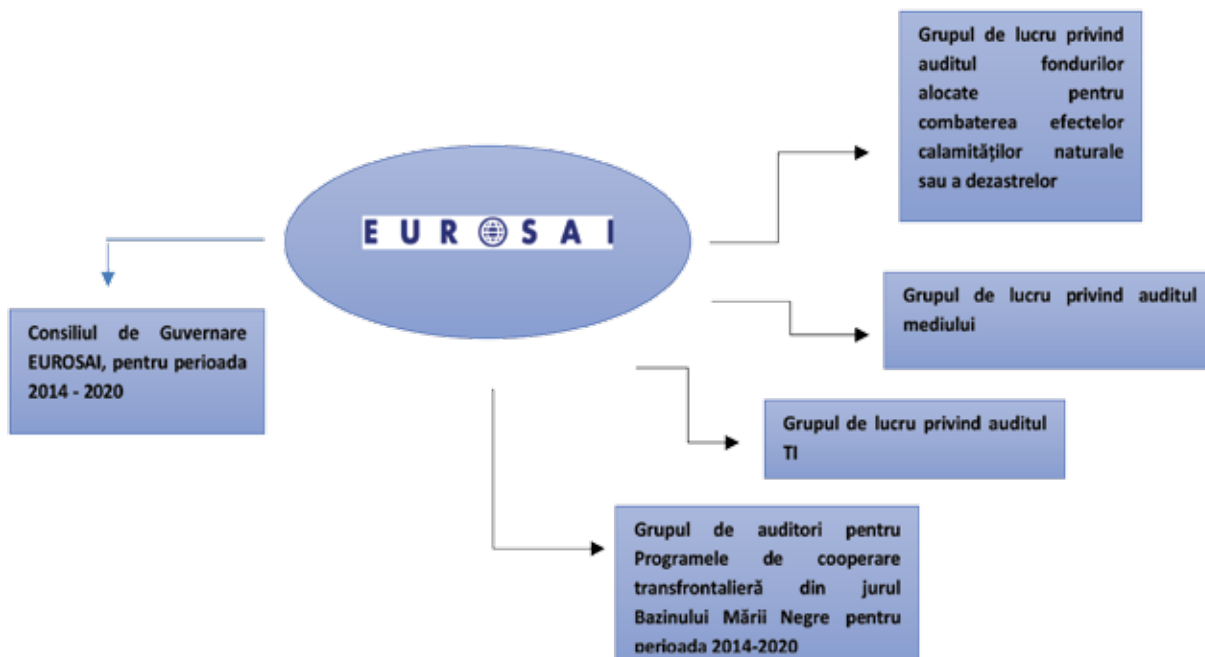 Grupul de lucru privind
auditul fondurilor
alocate pentru
combaterea efectelor
calamităților naturale
sau a dezastrelor
EUROSAI
Consiliul de Guvernare
EUROSAI, pentru perioada
2014 - 2020
Grupul de lucru privind auditul
mediului
Grupul de lucru privind auditul
TI
Grupul de auditori pentru
Programele de cooperare
transfrontalieră din jurul
Bazinului Mării Negre pentru
perioada 2014-2020